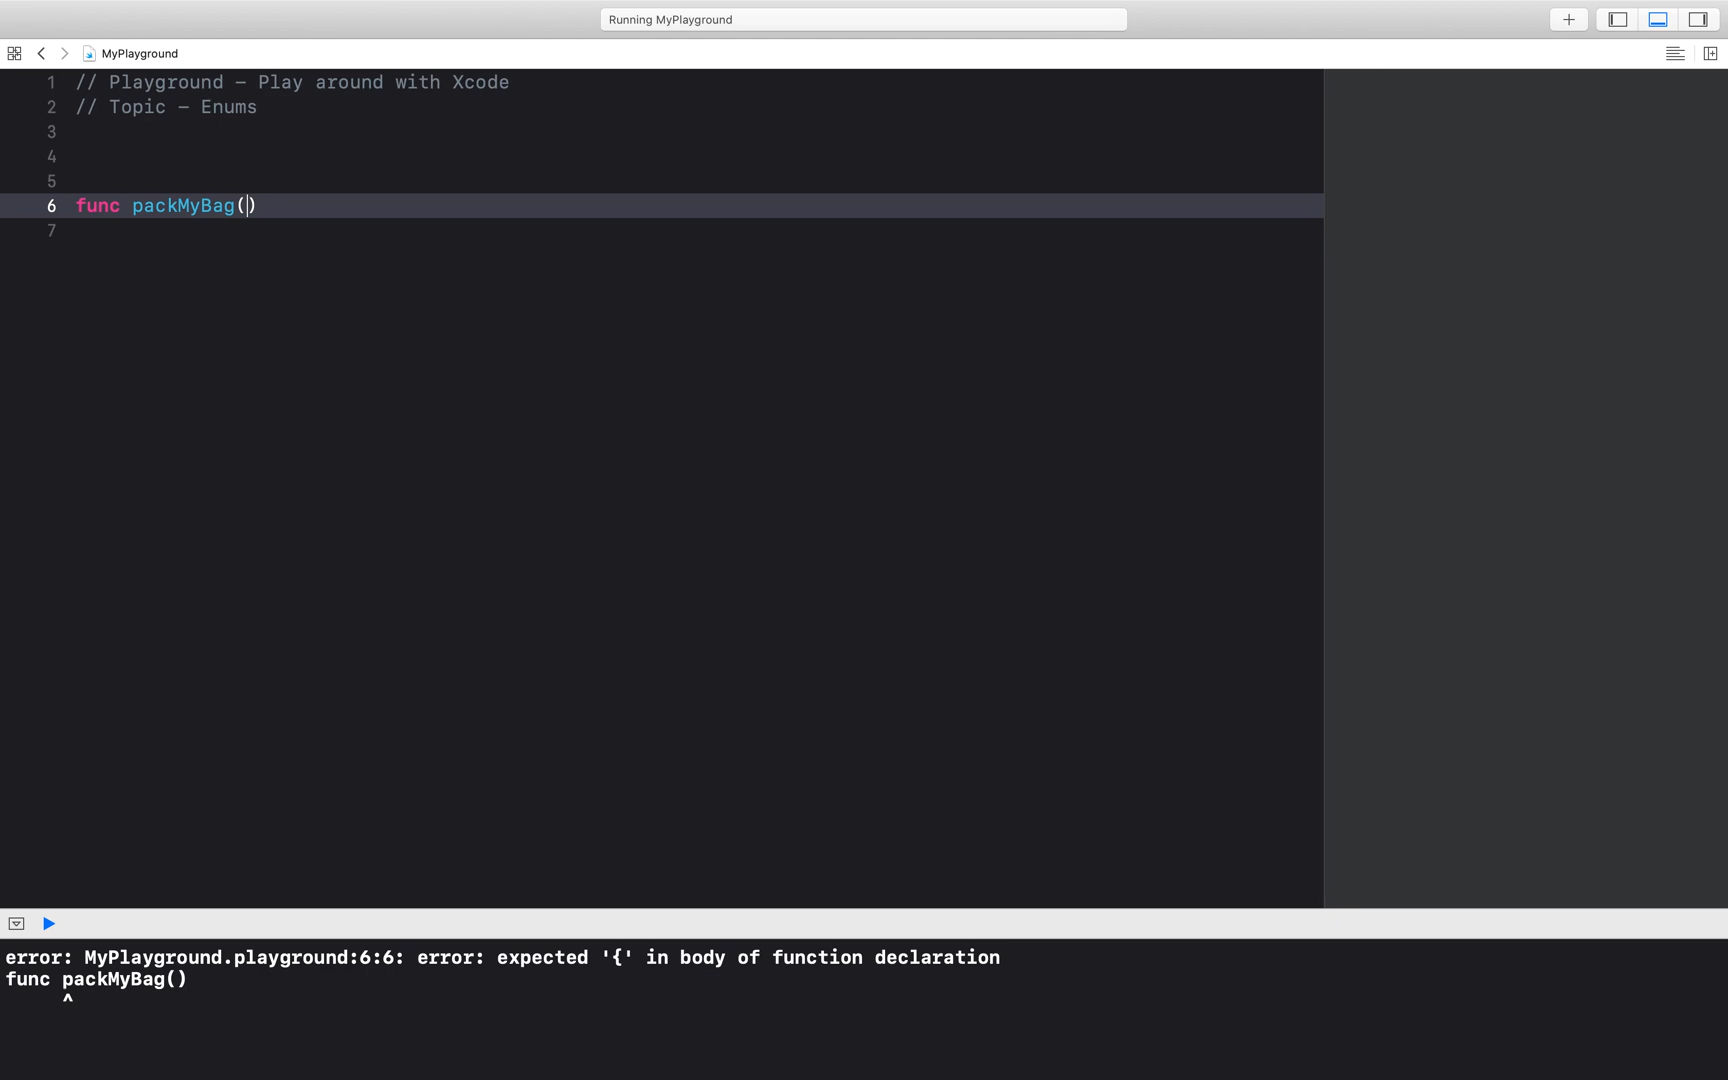 Running MyPlayground
MyPlayground
1 // Playground – Play around with Xcode
2 // Topic – Enums
3
4
5
6 func packMyBag()
7
error: MyPlayground.playground:6:6: error: expected '{' in body of function declaration
func packMyBag()
^